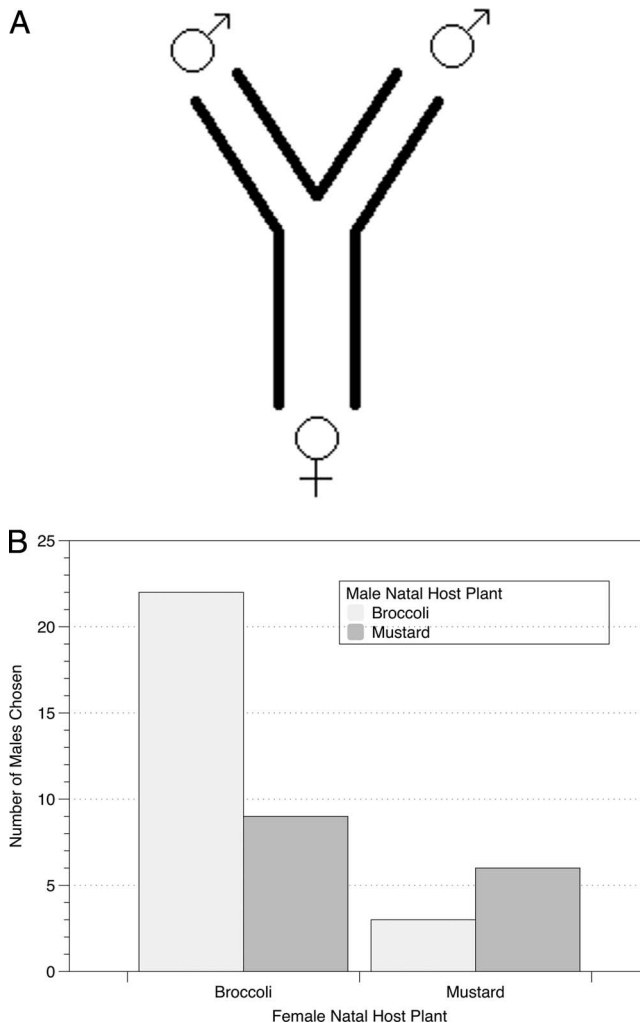 A
B
25
20
15
10
5
0
Number of Males Chosen
Male Natal Host Plant
Broccoli
Mustard
Broccoli Mustard
Female Natal Host Plant